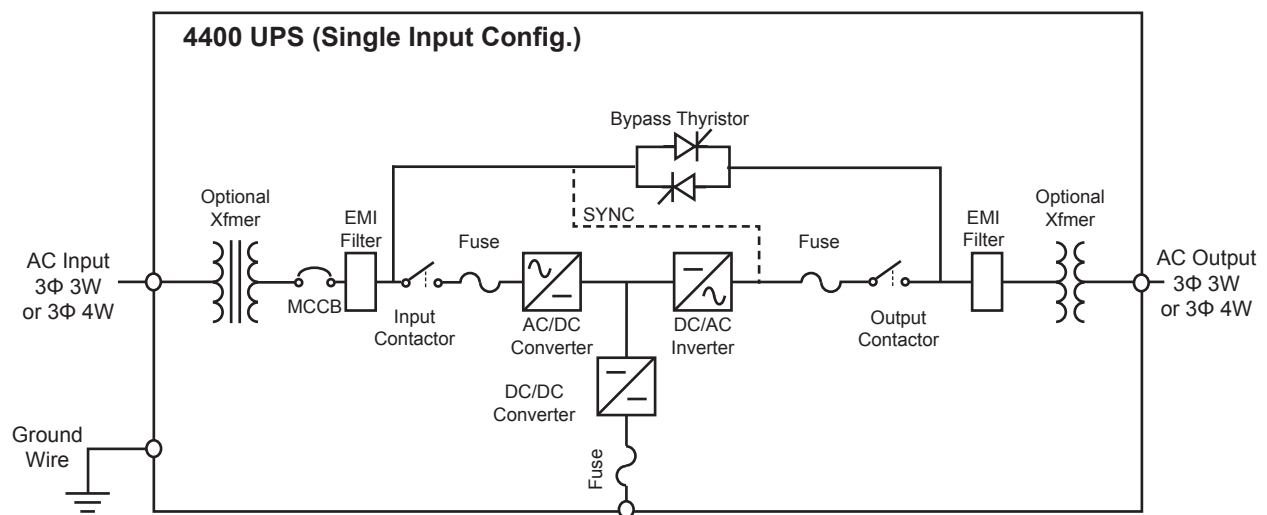 4400 UPS (Single Input Config.)
Bypass Thyristor
SYNC
Optional
Xfmer
EMI
Filter
Fuse
Fuse
EMI
Filter
Optional
Xfmer
AC Input
3Φ 3W
or 3Φ 4W
MCCB
Input
Contactor
AC/DC
Converter
DC/AC
Inverter
Output
Contactor
AC Output
3Φ 3W
or 3Φ 4W
DC/DC
Converter
Fuse
Ground
Wire